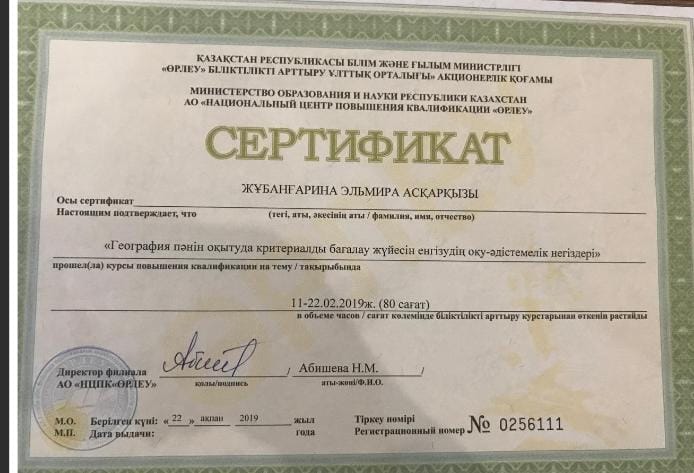 ҚАЗАҚСТАН РЕСПУБЛИКАСЫ БІЛІМ ЖӘНЕ ҒЫЛЫМ МИНИСТРЛІГІ
«ӨРЛЕУ» БІЛІКТІЛІКТІ АРТТЫРУ ҰЛТТЫҚ ОРТАЛЫҒЫ» АКЦИОНЕРЛІК ҚОҒАМЫ
МИНИСТЕРСТВО ОБРАЗОВАНИЯ И НАУКИ РЕСПУБЛИКИ КАЗАХСТАН
АО «НАЦИОНАЛЬНЫЙ ЦЕНТР ПОВЫШЕНИЯ КВАЛИФИКАЦИИ «ӨРЛЕУ»
СЕРТИФИКАТ
ЖҰБАНҒАРИНА ЭЛЬМИРА АСҚАРҚЫЗЫ
Осы сертификат
Настоящим подтверждает, что (тегі, аты, әкесінің аты / фамилия, имя, отчество)
«География пәнін оқытуда критериалды бағалау жүйесін енгізудің оқу-әдістемелік негіздері»
прошел(ла) курсы повышения квалификации на тему / тақырыбында
11-22.02.2019ж. (80 сағат)
в объеме часов / сағат көлемінде біліктілікті арттыру курстарынан өткенін растайды
Директор филиала / Абишева Н.М. /
АО «НЦПК«ӨРЛЕУ» қолы/подпись аты-жөні/Ф.И.О.
М.О. Берілген күні: « 22 » ақпан 2019 жыл Тіркеу нөмірі
М.П. Дата выдачи: года Регистрационный номер № 0256111